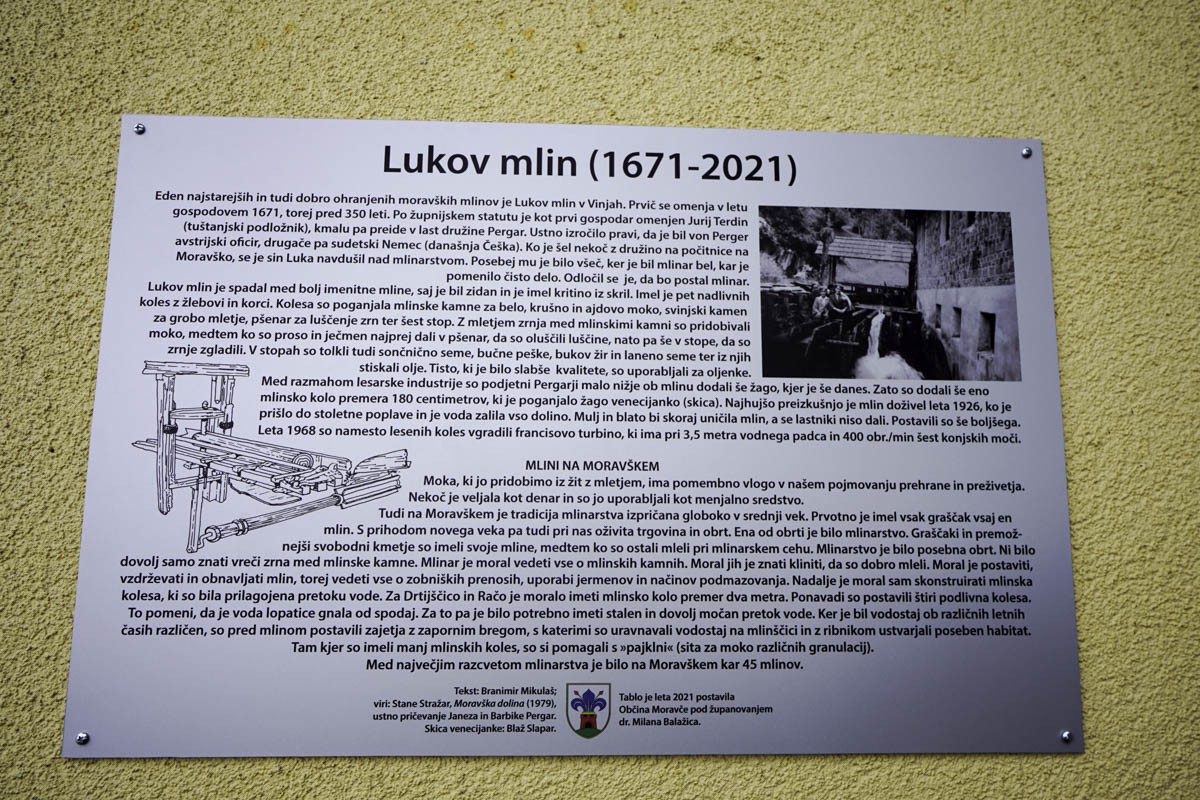 Lukov mlin (1671-2021)
Eden najstarejših in tudi dobro ohranjenih moravških mlinov je Lukov mlin v Vinjah. Prvič se omenja v letu
gospodovem 1671, torej pred 350 leti. Po župnijskem statutu je kot prvi gospodar omenjen Jurij Terdin
(tuštanjski podložnik), kmalu pa preide v last družine Pergar. Ustno izročilo pravi, da je bil von Perger
avstrijski oficir, drugače pa sudetski Nemec (današnja Češka). Ko je šel nekoč z družino na počitnice na
Moravško, se je sin Luka navdušil nad mlinarstvom. Posebej mu je bilo všeč, ker je bil mlinar bel, kar je
pomenilo čisto delo. Odločil se je, da bo postal mlinar.
Lukov mlin je spadal med bolj imenitne mline, saj je bil zidan in je imel kritino iz skril. Imel je pet nadlivnih
koles z žlebovi in korci. Kolesa so poganjala mlinske kamne za belo, krušno in ajdovo moko, svinjski kamen
za grobo mletje, pšenar za luščenje zrn ter šest stop. Z mletjem zrnja med mlinskimi kamni so pridobivali
moko, medtem ko so proso in ječmen najprej dali v pšenar, da so oluščili luščine, nato pa še v stope, da so
zrnje zgladili. V stopah so tolkli tudi sončnično seme, bučne peške, bukov žir in laneno seme ter iz njih
stiskali olje. Tisto, ki je bilo slabše kvalitete, so uporabljali za oljenke.
Med razmahom lesarske industrije so podjetni Pergarji malo nižje ob mlinu dodali še žago, kjer je še danes. Zato so dodali še eno
mlinsko kolo premera 180 centimetrov, ki je poganjalo žago venecijanko (skica). Najhujšo preizkušnjo je mlin doživel leta 1926, ko je
prišlo do stoletne poplave in je voda zalila vso dolino. Mulj in blato bi skoraj uničila mlin, a se lastniki niso dali. Postavili so še boljšega.
Leta 1968 so namesto lesenih koles vgradili francisovo turbino, ki ima pri 3,5 metra vodnega padca in 400 obr./min šest konjskih moči.
MLINI NA MORAVŠKEM
Moka, ki jo pridobimo iz žit z mletjem, ima pomembno vlogo v našem pojmovanju prehrane in preživetja.
Nekoč je veljala kot denar in so jo uporabljali kot menjalno sredstvo.
Tudi na Moravškem je tradicija mlinarstva izpričana globoko v srednji vek. Prvotno je imel vsak graščak vsaj en
mlin. S prihodom novega veka pa tudi pri nas oživita trgovina in obrt. Ena od obrti je bilo mlinarstvo. Graščaki in premož-
nejši svobodni kmetje so imeli svoje mline, medtem ko so ostali mleli pri mlinarskem cehu. Mlinarstvo je bilo posebna obrt. Ni bilo
dovolj samo znati vreči zrna med mlinske kamne. Mlinar je moral vedeti vse o mlinskih kamnih. Moral jih je znati kliniti, da so dobro mleli. Moral je postaviti,
vzdrževati in obnavljati mlin, torej vedeti vse o zobniških prenosih, uporabi jermenov in načinov podmazovanja. Nadalje je moral sam skonstruirati mlinska
kolesa, ki so bila prilagojena pretoku vode. Za Drtiščico in Račo je moralo imeti mlinsko kolo premer dva metra. Ponavadi so postavili štiri podlivna kolesa.
To pomeni, da je voda lopatice gnala od spodaj. Za to pa je bilo potrebno imeti stalen in dovolj močan pretok vode. Ker je bil vodostaj ob različnih letnih
časih različen, so pred mlinom postavili zajetja z zapornim bregom, s katerimi so uravnavali vodostaj na mlinščici in z ribnikom ustvarjali poseben habitat.
Tam kjer so imeli manj mlinskih koles, so si pomagali s »pajklni« (sita za moko različnih granulacij).
Med največjim razcvetom mlinarstva je bilo na Moravškem kar 45 mlinov.
Tekst: Branimir Mikulaš;
viri: Stane Stražar, Moravška dolina (1979),
ustno pričevanje Janeza in Barbike Pergar.
Skica venecijanke: Blaž Slapar.
Tablo je leta 2021 postavila
Občina Moravče pod županovanjem
dr. Milana Balažica.